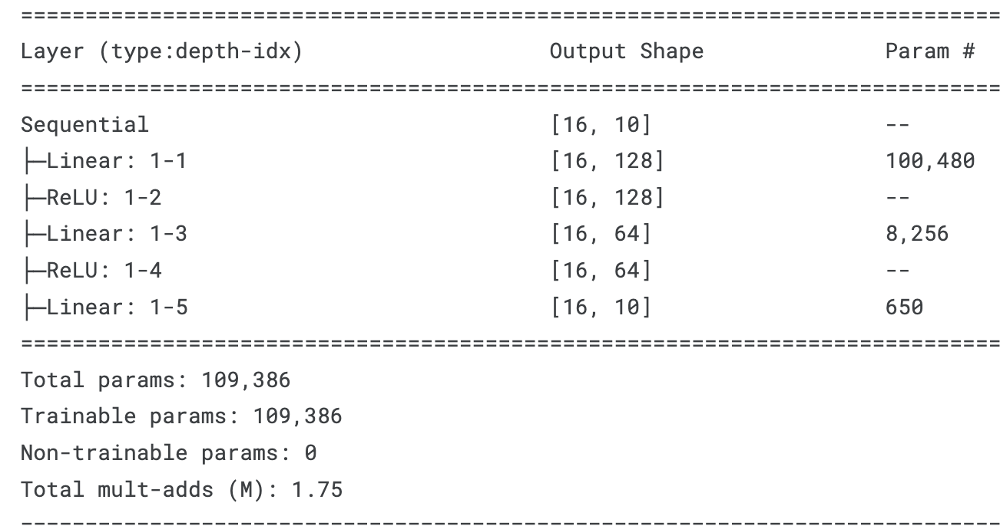 ============================================================================
Layer (type:depth-idx)                   Output Shape              Param #
============================================================================
Sequential                               [16, 10]                  --
├─Linear: 1-1                            [16, 128]                 100,480
├─ReLU: 1-2                              [16, 128]                 --
├─Linear: 1-3                            [16, 64]                  8,256
├─ReLU: 1-4                              [16, 64]                  --
├─Linear: 1-5                            [16, 10]                  650
============================================================================
Total params: 109,386
Trainable params: 109,386
Non-trainable params: 0
Total mult-adds (M): 1.75
----------------------------------------------------------------------------